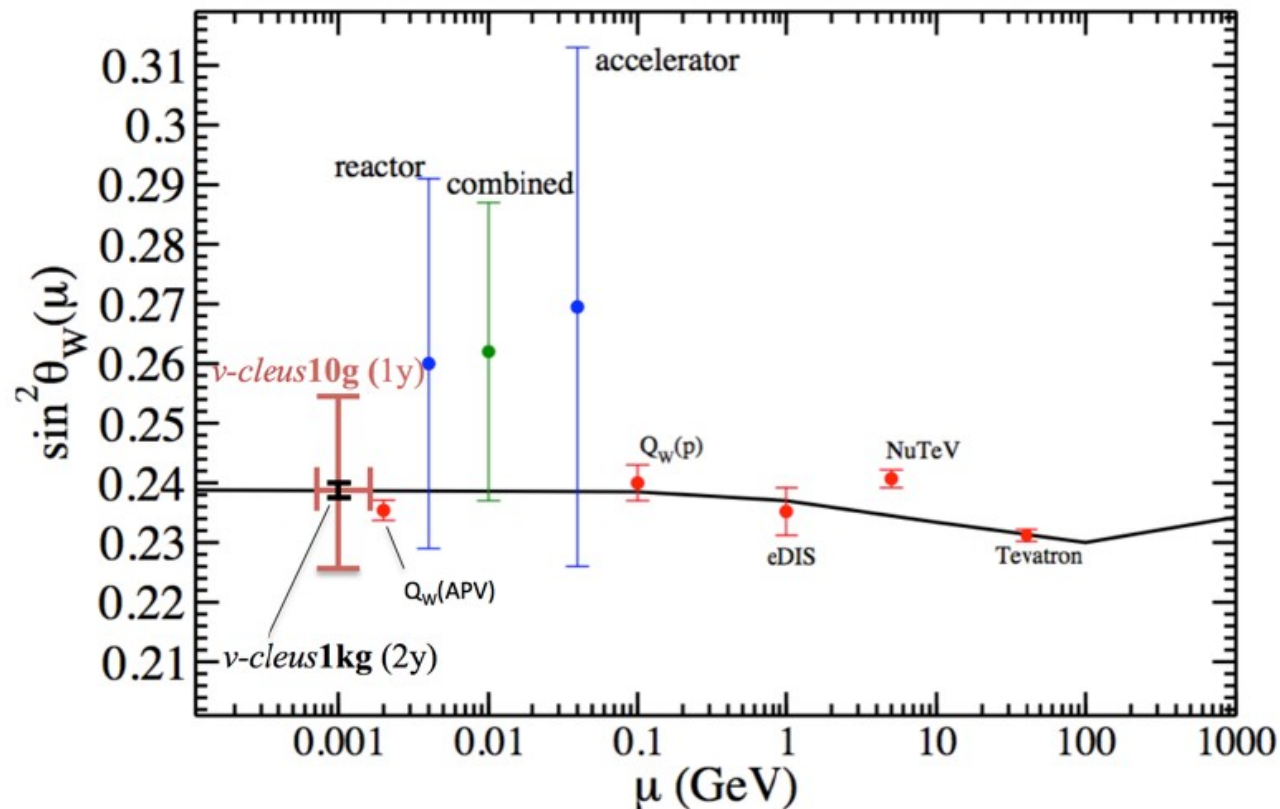 0.31
accelerator
0.3
reactor
combined
0.29
0.28
0.27
sin² θ_W(μ)
0.26
ν-cleus10g (1y)
0.25
Q_W(p)
NuTeV
0.24
0.23
eDIS
Tevatron
Q_W(APV)
0.22
0.21
ν-cleus1kg (2y)
0.001 0.01 0.1 1 10 100 1000
μ (GeV)